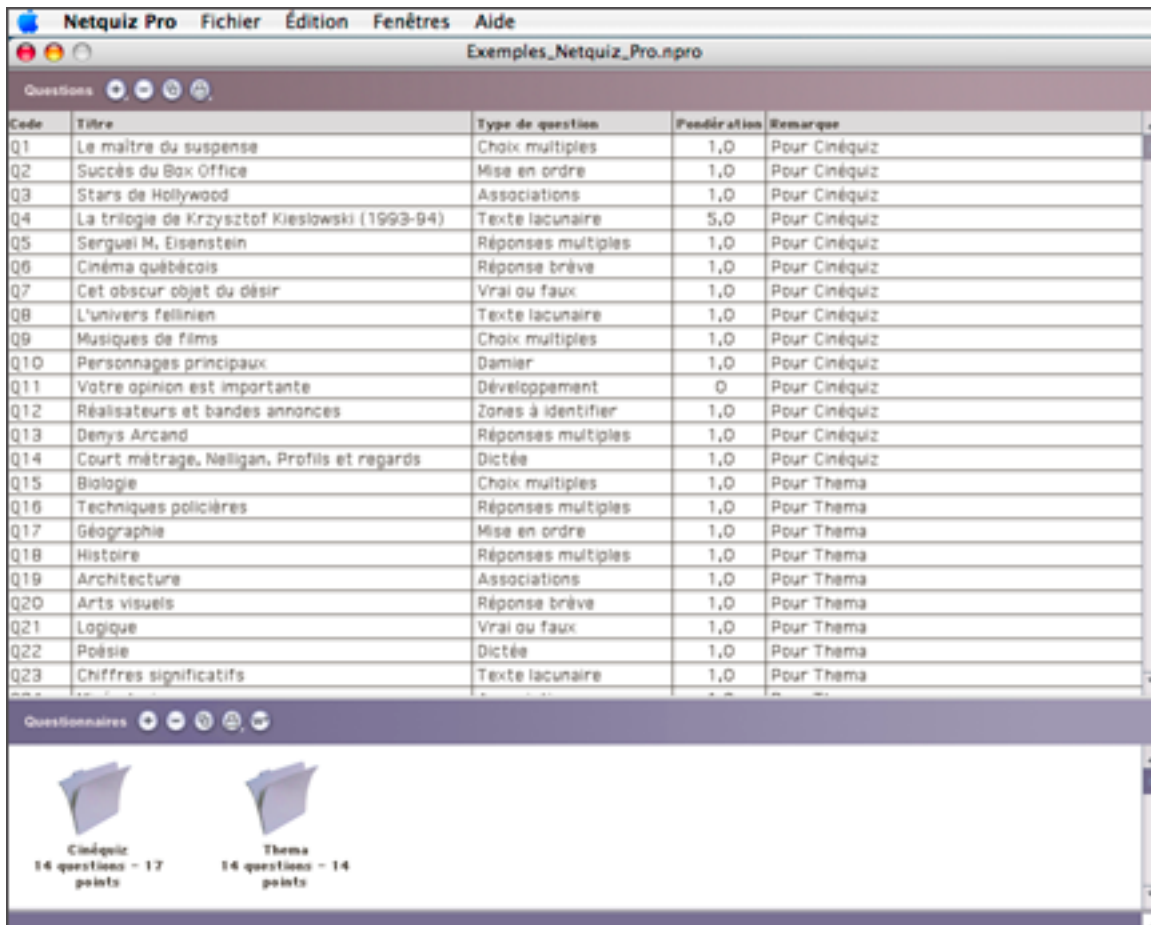 Netquiz Pro Fichier Édition Fenêtres Aide
Exemples_Netquiz_Pro.npro
Questions
Code Titre Type de question Pondération Remarque
Q1 Le maître du suspense Choix multiples 1,0 Pour Cinéquiz
Q2 Succès du Box Office Mise en ordre 1,0 Pour Cinéquiz
Q3 Stars de Hollywood Associations 1,0 Pour Cinéquiz
Q4 La trilogie de Krzysztof Kieslowski (1993-94) Texte lacunaire 5,0 Pour Cinéquiz
Q5 Serguei M. Eisenstein Réponses multiples 1,0 Pour Cinéquiz
Q6 Cinéma québécois Réponse brève 1,0 Pour Cinéquiz
Q7 Cet obscur objet du désir Vrai ou faux 1,0 Pour Cinéquiz
Q8 L'univers fellinien Texte lacunaire 1,0 Pour Cinéquiz
Q9 Musiques de films Choix multiples 1,0 Pour Cinéquiz
Q10 Personnages principaux Damier 1,0 Pour Cinéquiz
Q11 Votre opinion est importante Développement 0 Pour Cinéquiz
Q12 Réalisateurs et bandes annonces Zones à identifier 1,0 Pour Cinéquiz
Q13 Denys Arcand Réponses multiples 1,0 Pour Cinéquiz
Q14 Court métrage, Nelligan, Profils et regards Dictée 1,0 Pour Cinéquiz
Q15 Biologie Choix multiples 1,0 Pour Thema
Q16 Techniques policières Réponses multiples 1,0 Pour Thema
Q17 Géographie Mise en ordre 1,0 Pour Thema
Q18 Histoire Réponses multiples 1,0 Pour Thema
Q19 Architecture Associations 1,0 Pour Thema
Q20 Arts visuels Réponse brève 1,0 Pour Thema
Q21 Logique Vrai ou faux 1,0 Pour Thema
Q22 Poésie Dictée 1,0 Pour Thema
Q23 Chiffres significatifs Texte lacunaire 1,0 Pour Thema
Questionnaires
Cinéquiz
14 questions - 17
points
Thema
14 questions - 14
points